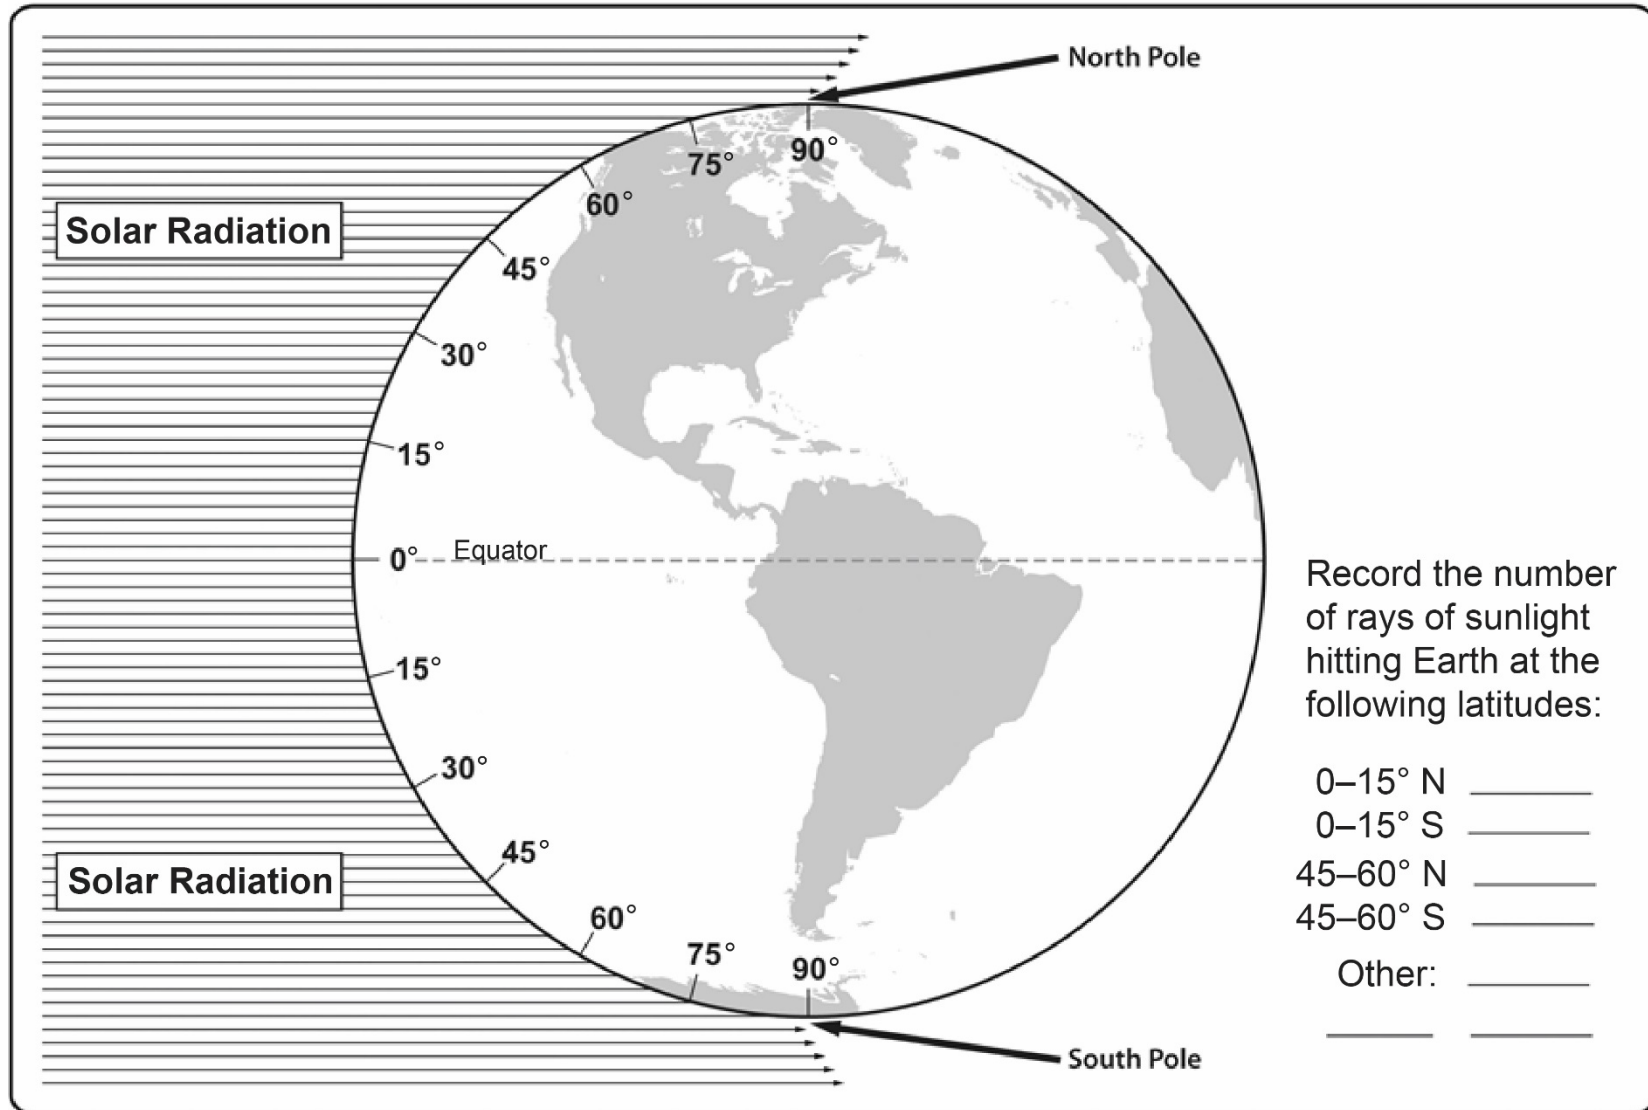 North Pole
90°
75°
60°
Solar Radiation
45°
30°
15°
0°
Equator
15°
30°
45°
Solar Radiation
60°
75°
90°
South Pole
Record the number
of rays of sunlight
hitting Earth at the
following latitudes:
0–15° N
0–15° S
45–60° N
45–60° S
Other: